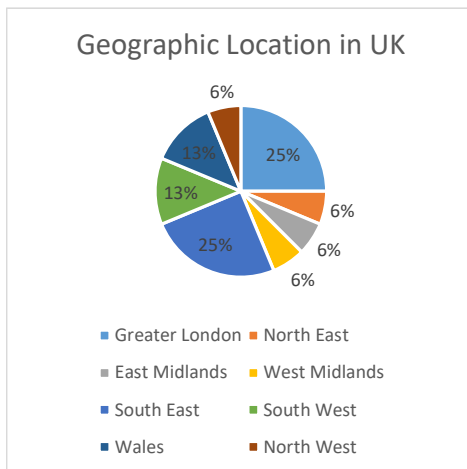 Geographic Location in UK
6%
25%
13%
6%
13%
6%
25%
6%
Greater London North East
East Midlands West Midlands
South East South West
Wales North West